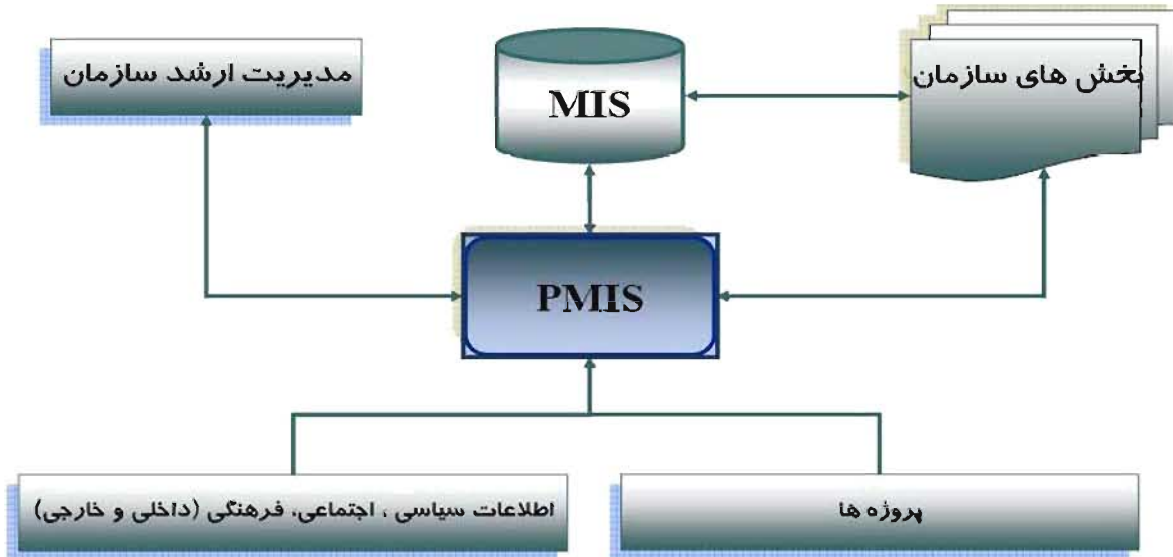 مدیریت ارشد سازمان
MIS
بخش های سازمان
PMIS
اطلاعات سیاسی ، اجتماعی، فرهنگی (داخلی و خارجی)
پروژه ها